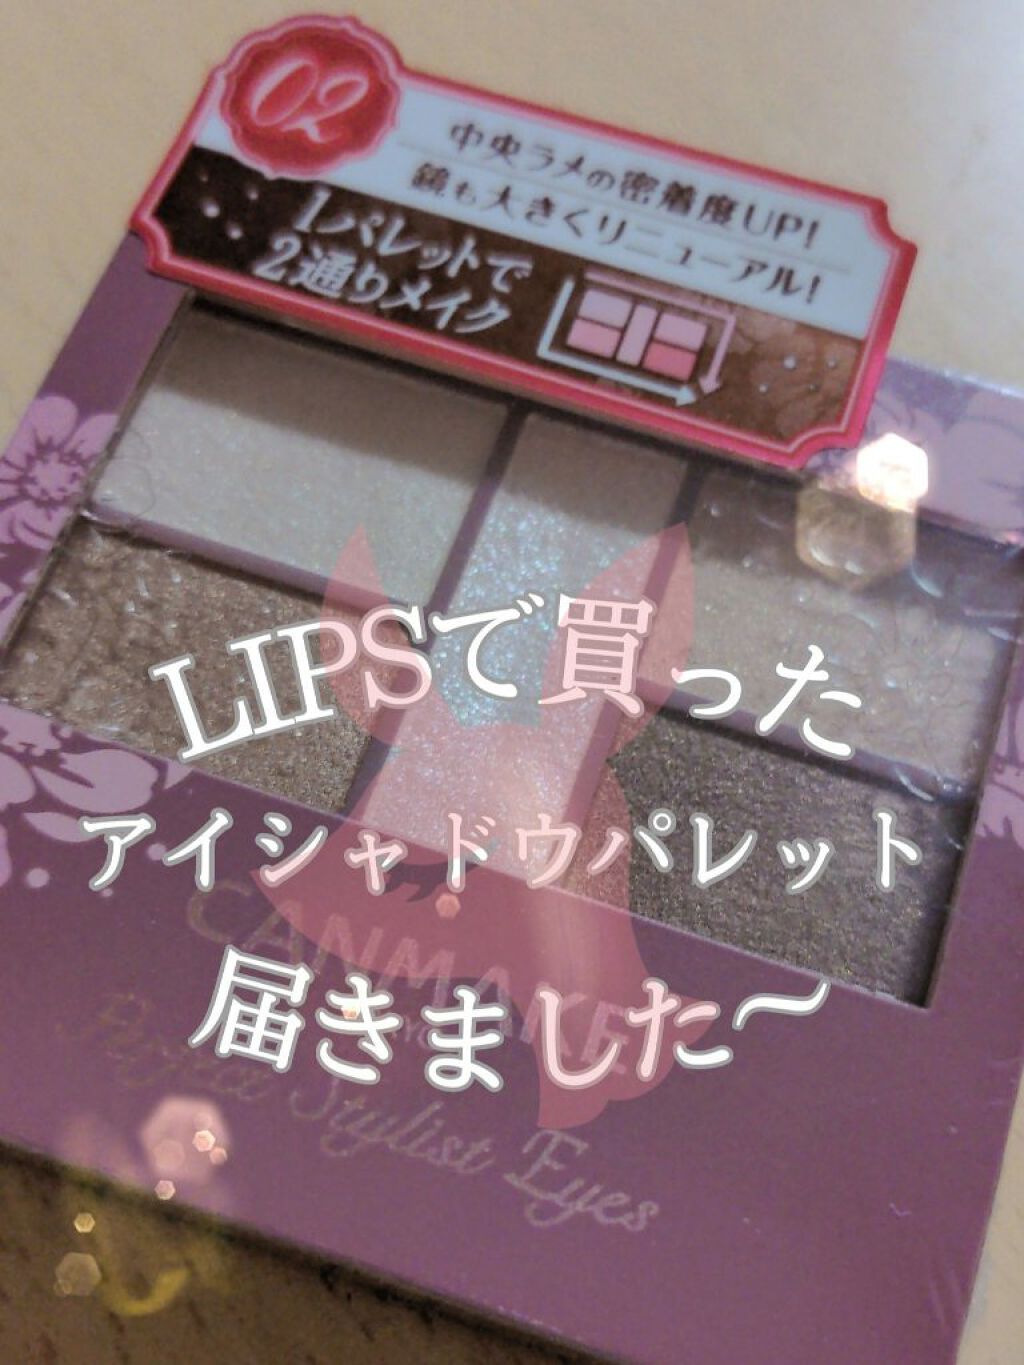 02
中央ラメの密着度UP!
鏡も大きくリニューアル!
1パレットで
2通りメイク
LIPSで買った
アイシャドウパレット
届きました〜
CANMAKE
Perfect Stylist Eyes